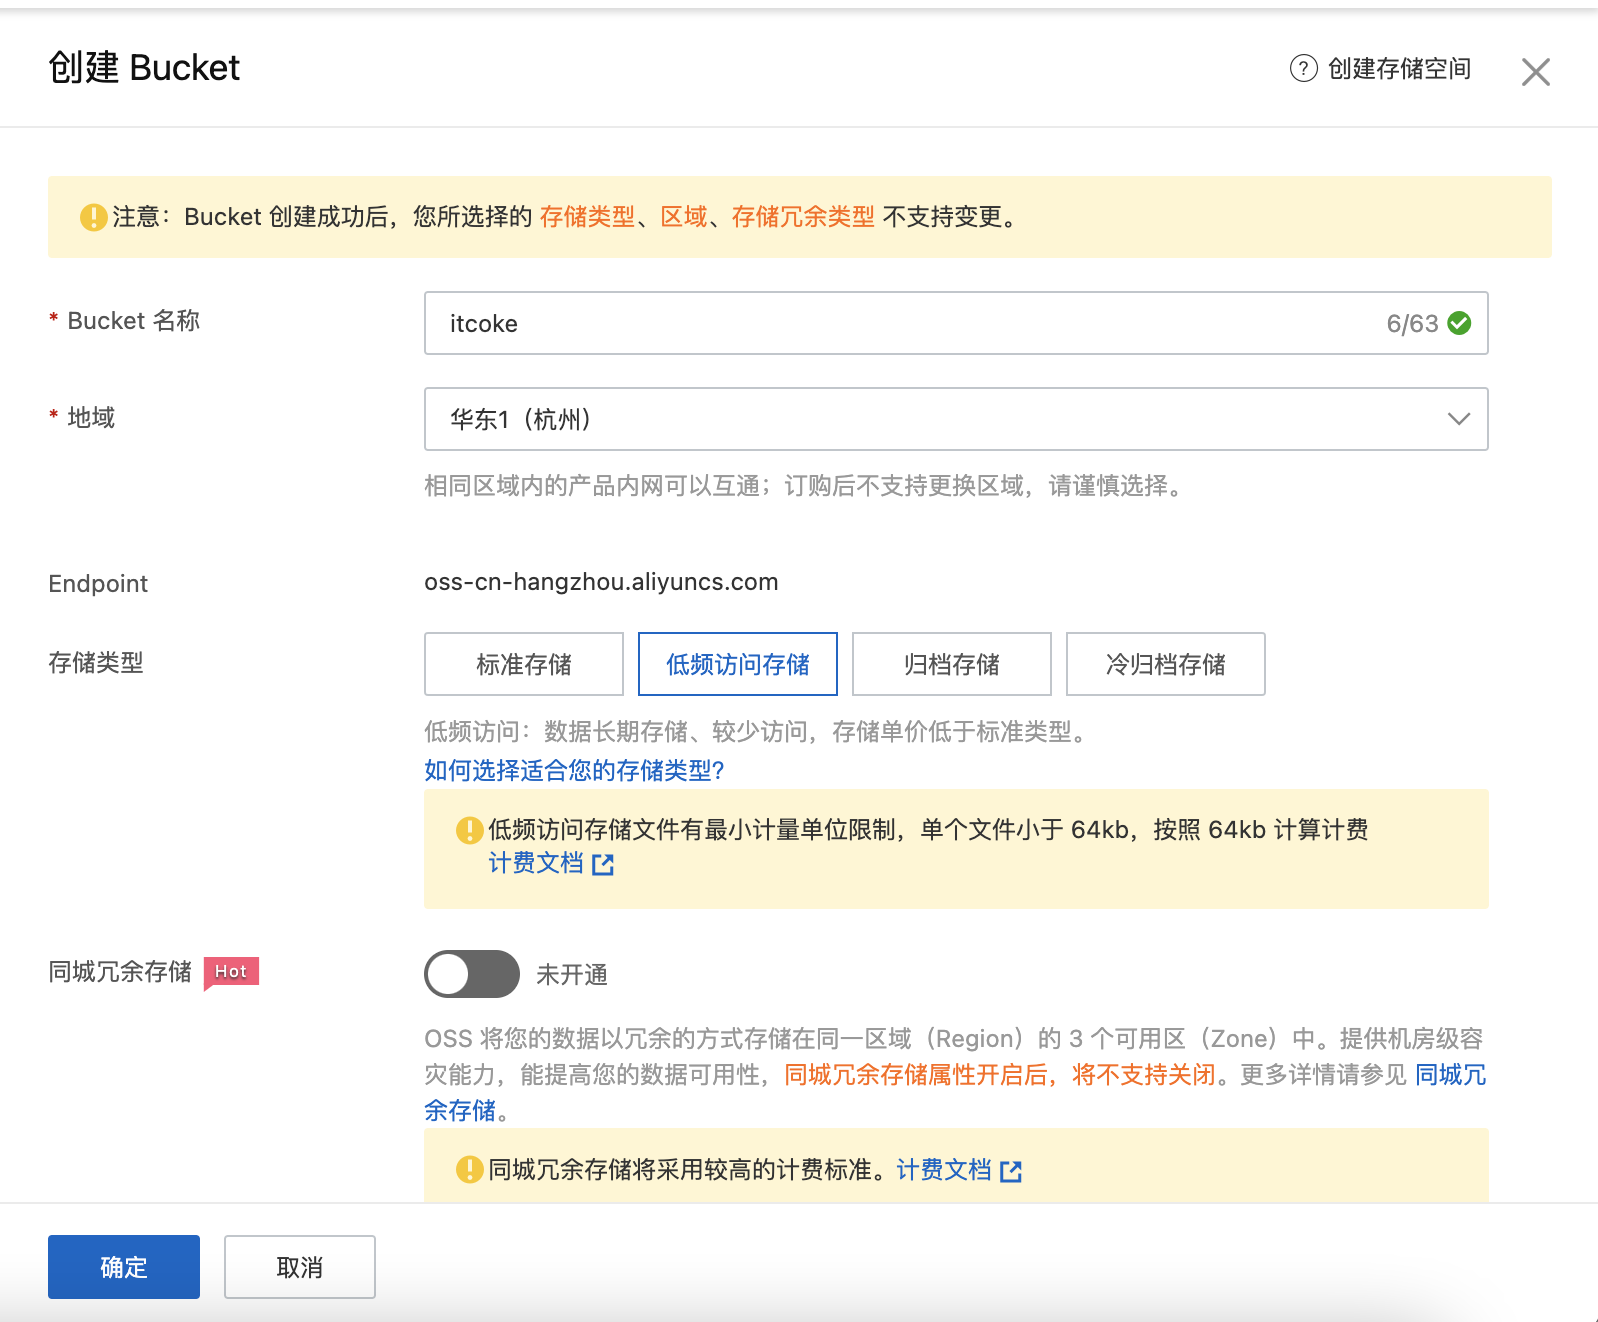 创建 Bucket
? 创建存储空间
注意：Bucket 创建成功后，您所选择的 存储类型、区域、存储冗余类型 不支持变更。
* Bucket 名称
itcoke
6/63
* 地域
华东1（杭州）
相同区域内的产品内网可以互通；订购后不支持更换区域，请谨慎选择。
Endpoint
oss-cn-hangzhou.aliyuncs.com
存储类型
标准存储
低频访问存储
归档存储
冷归档存储
低频访问：数据长期存储、较少访问，存储单价低于标准类型。
如何选择适合您的存储类型?
低频访问存储文件有最小计量单位限制，单个文件小于 64kb，按照 64kb 计算计费
计费文档
同城冗余存储
Hot
未开通
OSS 将您的数据以冗余的方式存储在同一区域（Region）的 3 个可用区（Zone）中。提供机房级容
灾能力，能提高您的数据可用性，同城冗余存储属性开启后，将不支持关闭。更多详情请参见 同城冗
余存储。
同城冗余存储将采用较高的计费标准。计费文档
确定
取消